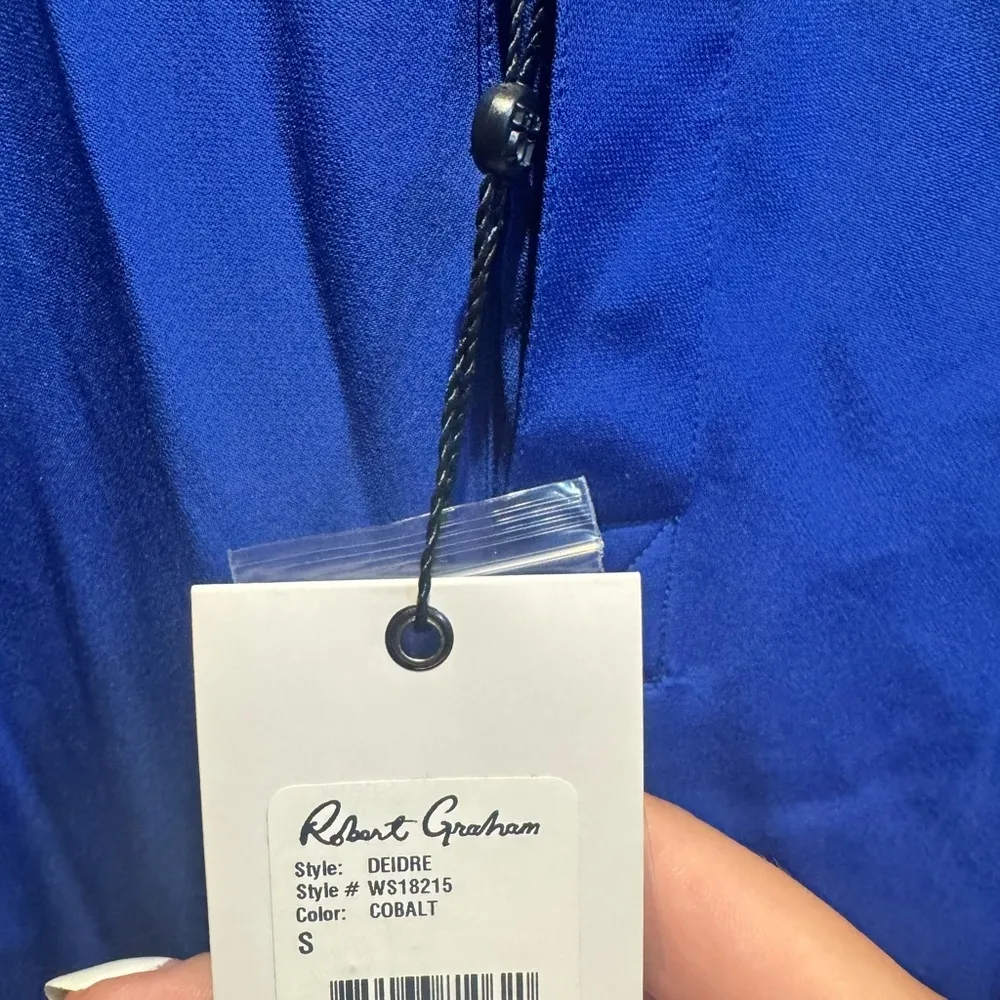 Robert Graham
Style: DEIDRE
Style # WS18215
Color: COBALT
S